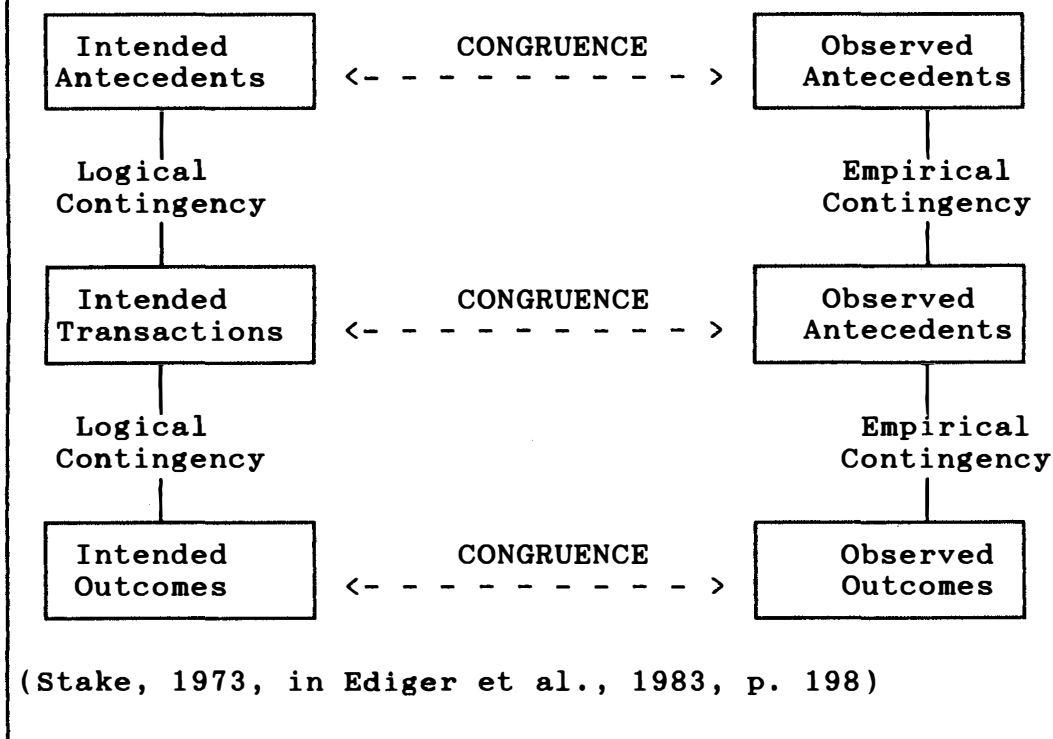 Intended CONGRUENCE Observed
Antecedents <- - - - - - - - - > Antecedents
Logical Empirical
Contingency Contingency
Intended CONGRUENCE Observed
Transactions <- - - - - - - - - > Antecedents
Logical Empirical
Contingency Contingency
Intended CONGRUENCE Observed
Outcomes <- - - - - - - - - > Outcomes
(Stake, 1973, in Ediger et al., 1983, p. 198)